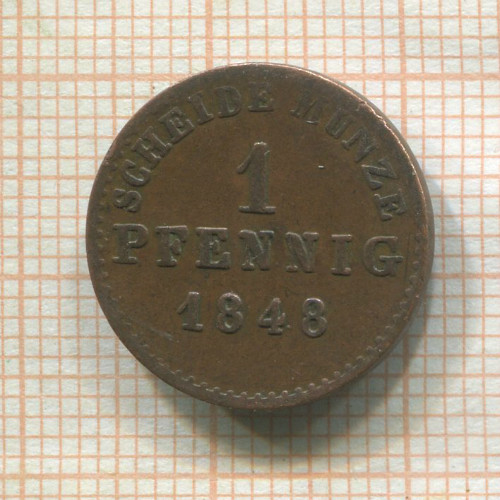 SCHEIDE MÜNZE
1
PFENNIG
1848